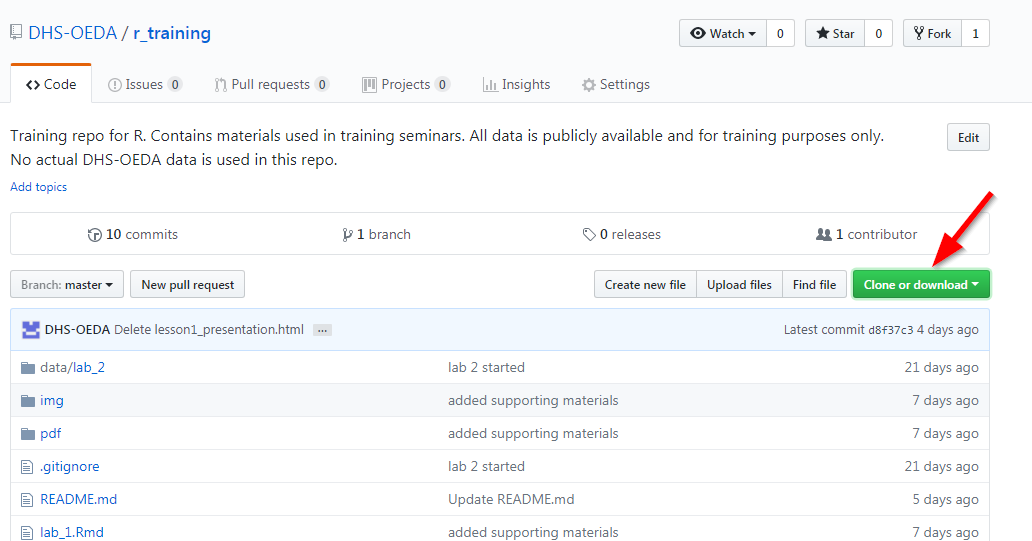 DHS-OEDA / r_training
Watch 0 Star 0 Fork 1
Code Issues 0 Pull requests 0 Projects 0 Insights Settings
Training repo for R. Contains materials used in training seminars. All data is publicly available and for training purposes only.
No actual DHS-OEDA data is used in this repo.
Edit
Add topics
10 commits 1 branch 0 releases 1 contributor
Branch: master New pull request Create new file Upload files Find file Clone or download
DHS-OEDA Delete lesson1_presentation.html ... Latest commit d8f37c3 4 days ago
data/lab_2 lab 2 started 21 days ago
img added supporting materials 7 days ago
pdf added supporting materials 7 days ago
.gitignore lab 2 started 21 days ago
README.md Update README.md 5 days ago
lab_1.Rmd added supporting materials 7 days ago